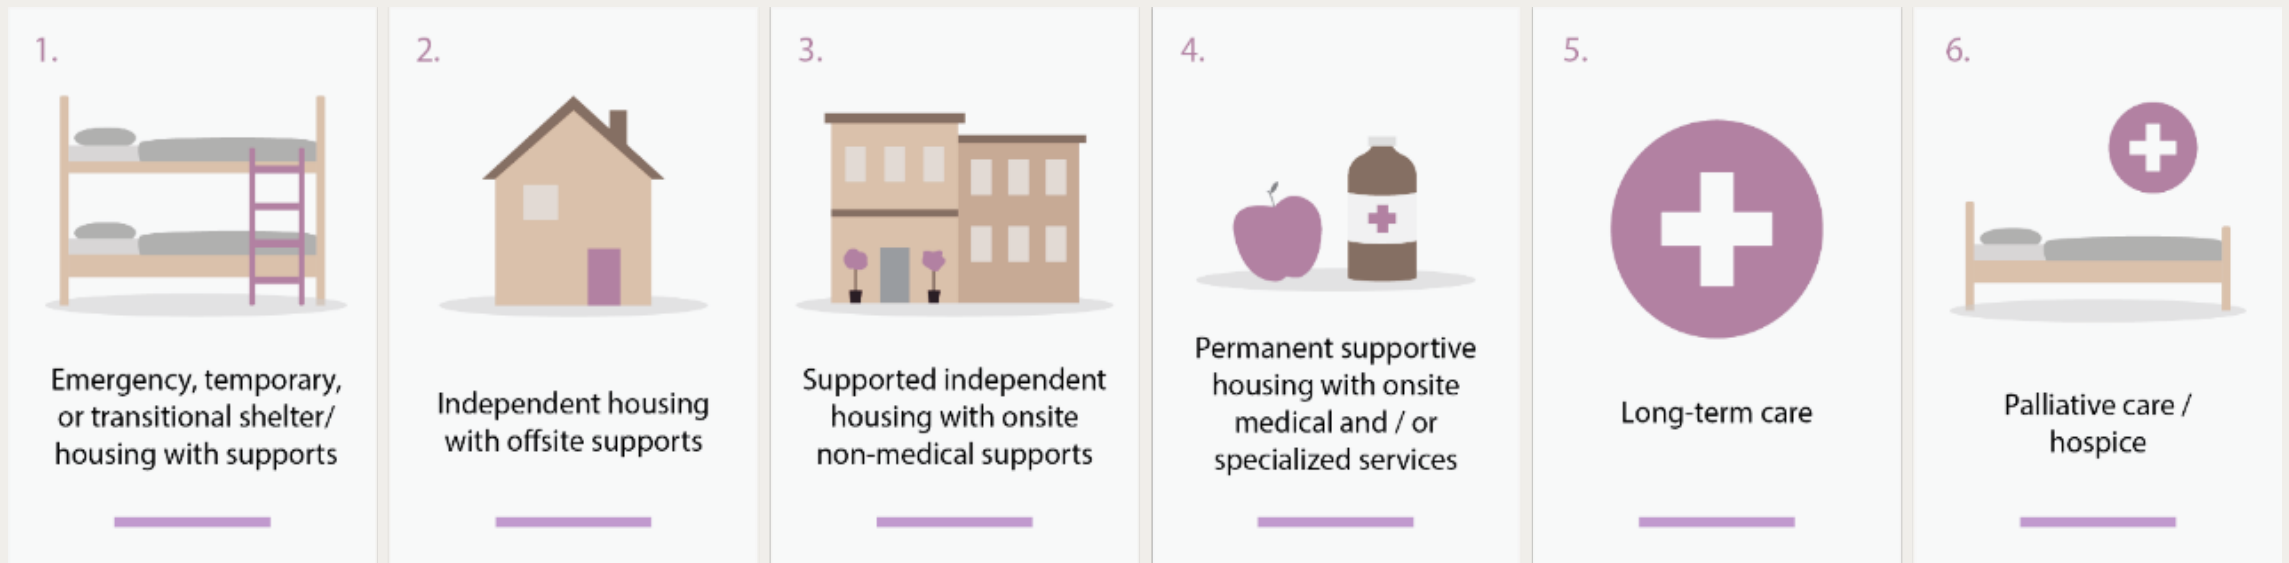 1.
Emergency, temporary,
or transitional shelter/
housing with supports
2.
Independent housing
with offsite supports
3.
Supported independent
housing with onsite
non-medical supports
4.
Permanent supportive
housing with onsite
medical and / or
specialized services
5.
Long-term care
6.
Palliative care /
hospice